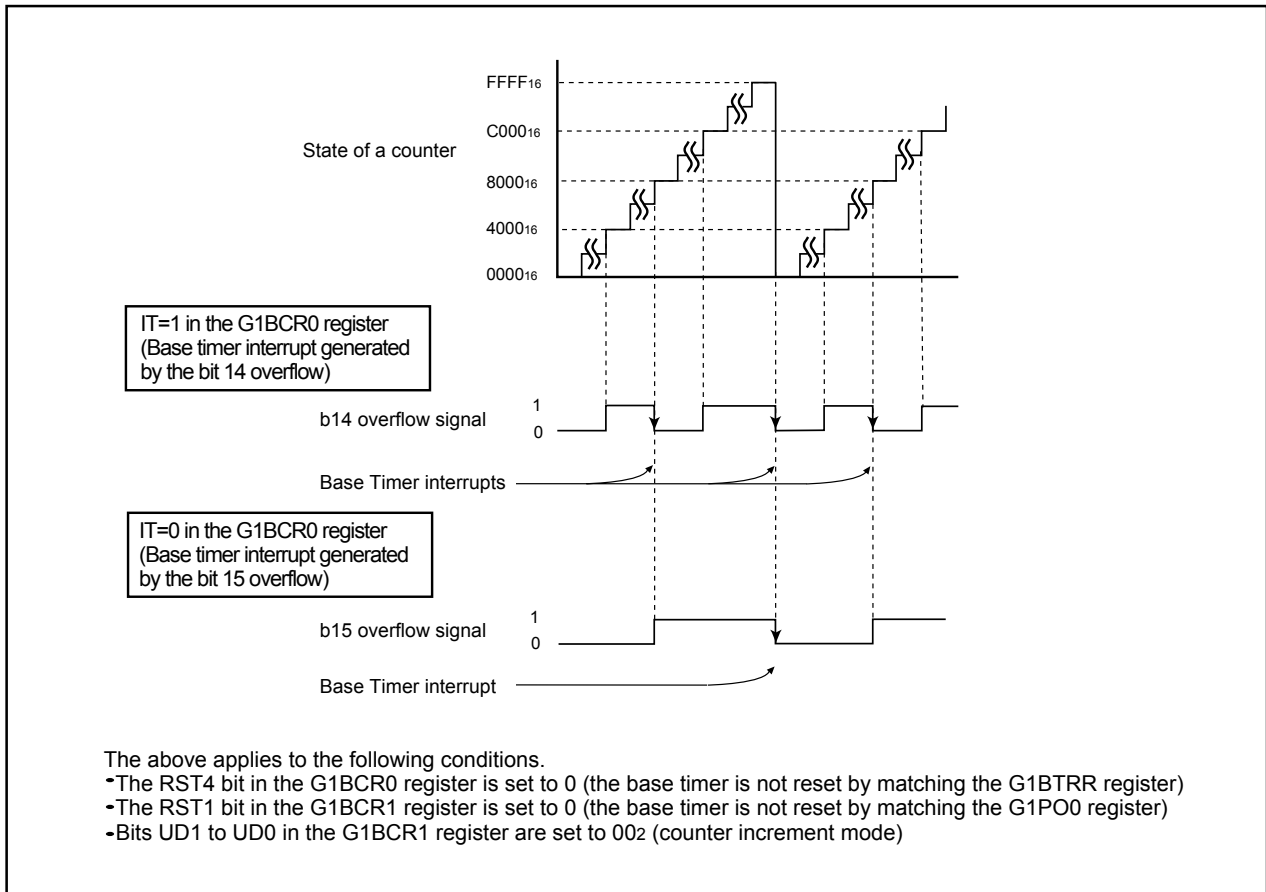 FFFF16
C00016
State of a counter
800016
400016
000016
IT=1 in the G1BCR0 register
(Base timer interrupt generated
by the bit 14 overflow)
1
b14 overflow signal
0
Base Timer interrupts
IT=0 in the G1BCR0 register
(Base timer interrupt generated
by the bit 15 overflow)
1
b15 overflow signal
0
Base Timer interrupt
The above applies to the following conditions.
•The RST4 bit in the G1BCR0 register is set to 0 (the base timer is not reset by matching the G1BTRR register)
•The RST1 bit in the G1BCR1 register is set to 0 (the base timer is not reset by matching the G1PO0 register)
•Bits UD1 to UD0 in the G1BCR1 register are set to 002 (counter increment mode)